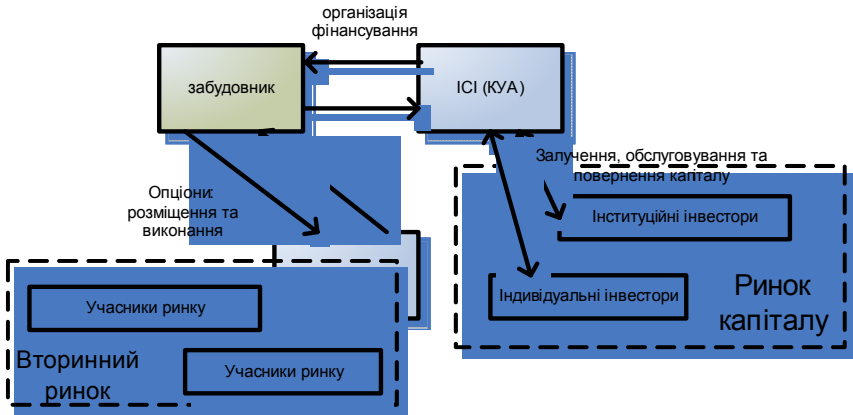 організація
фінансування
забудовник
ІСІ (КУА)
Залучення, обслуговування та
повернення капіталу
Опціони:
розміщення та
виконання
Інституційні інвестори
Індивідуальні інвестори
Ринок
капіталу
Учасники ринку
Вторинний
ринок
Учасники ринку